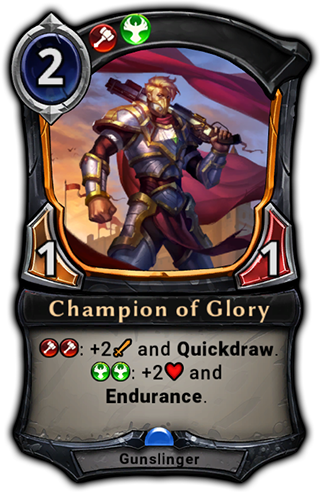 2
1
1
Champion of Glory
: +2 and Quickdraw.
: +2 and
Endurance.
Gunslinger